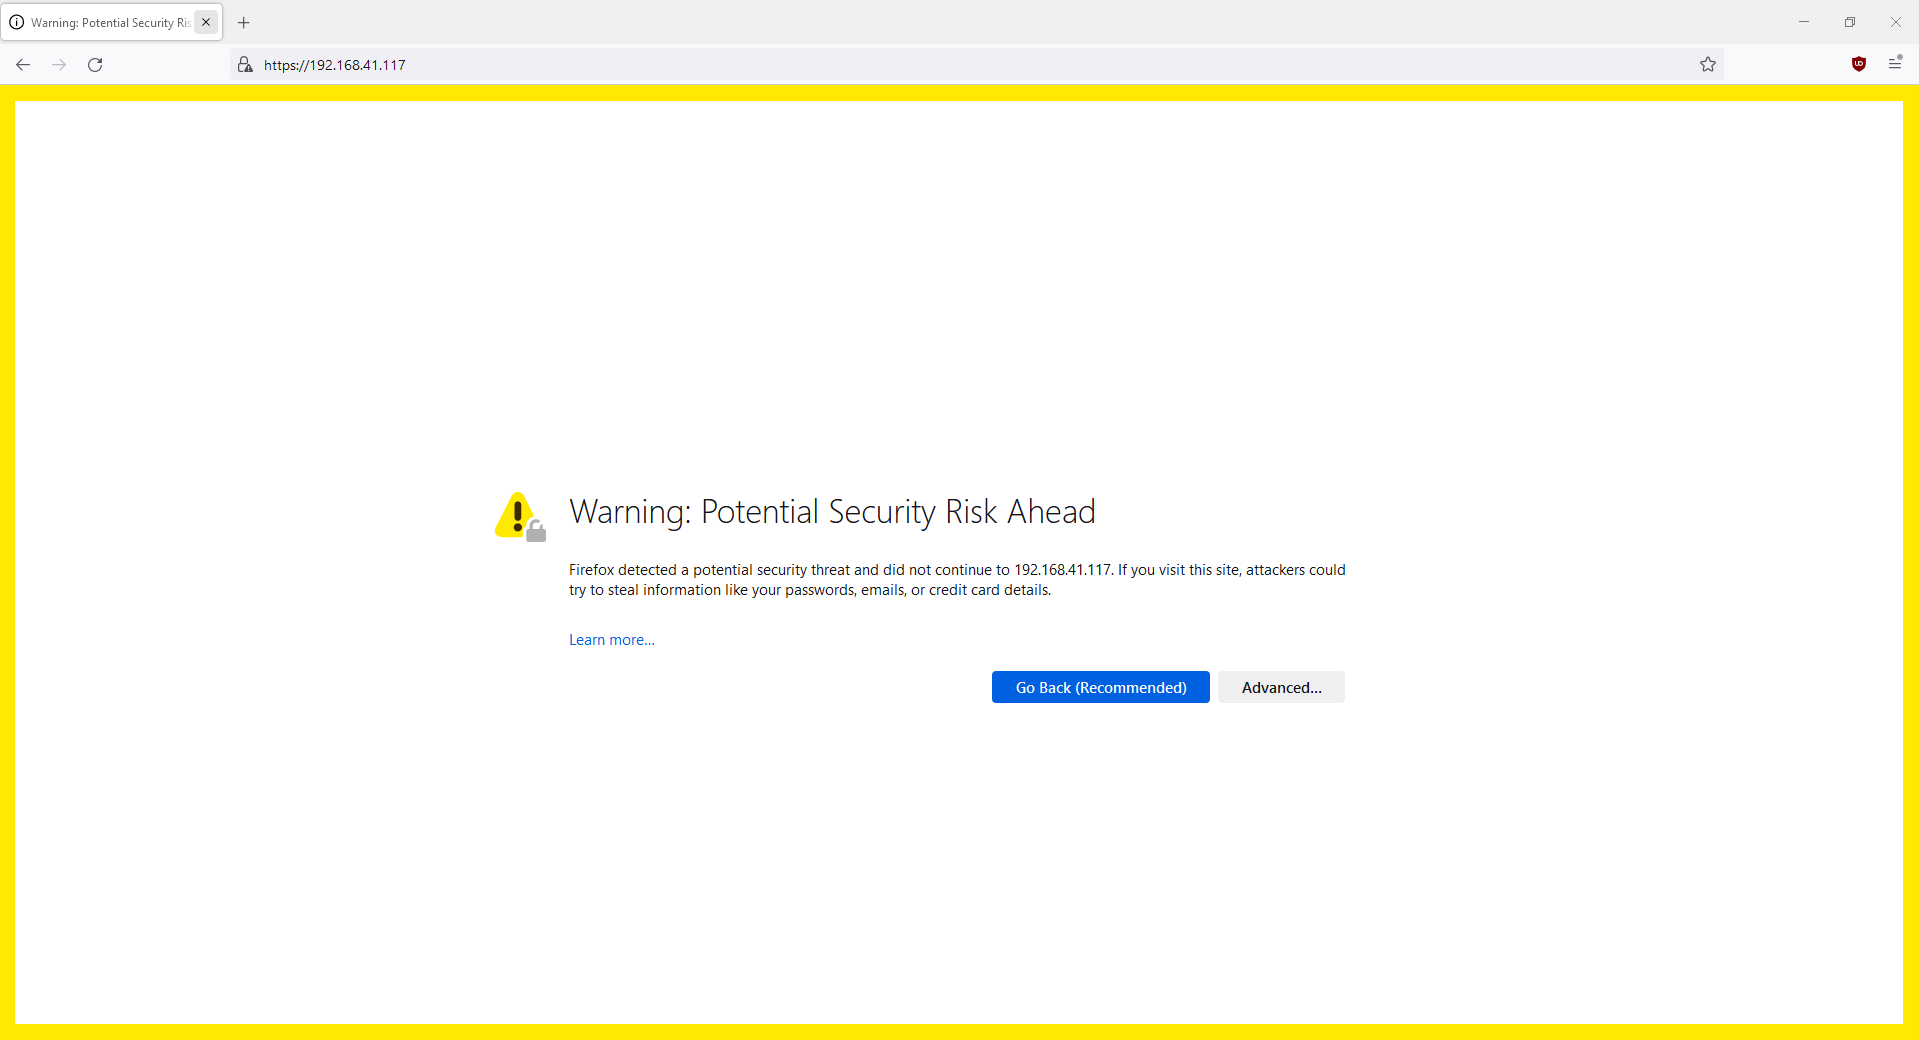 Warning: Potential Security Ris
https://192.168.41.117
Warning: Potential Security Risk Ahead
Firefox detected a potential security threat and did not continue to 192.168.41.117. If you visit this site, attackers could
try to steal information like your passwords, emails, or credit card details.
Learn more...
Go Back (Recommended)
Advanced...